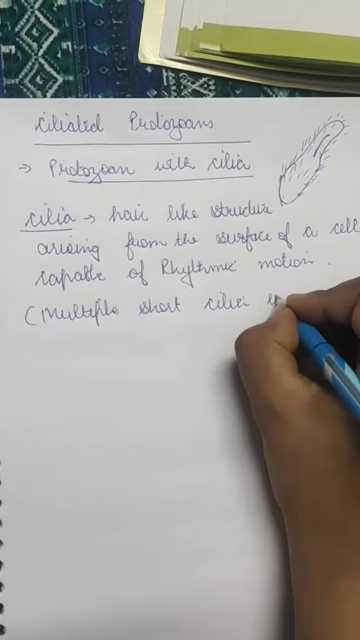 Ciliated Protozoans
→ Protozoan with cilia
cilia → hair like structure
arising from the surface of a cell
capable of Rhythmic motion.
(Multiple short cilia